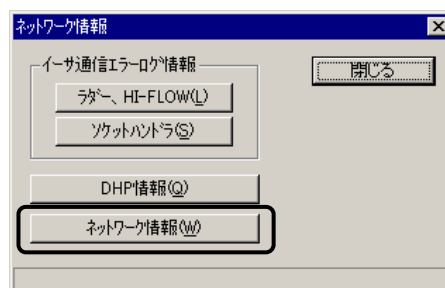 ネットワーク情報
イーサ通信エラーログ情報
閉じる
ラダー、HI-FLOW(L)
ソケットハンドラ(S)
DHP情報(Q)
ネットワーク情報(W)